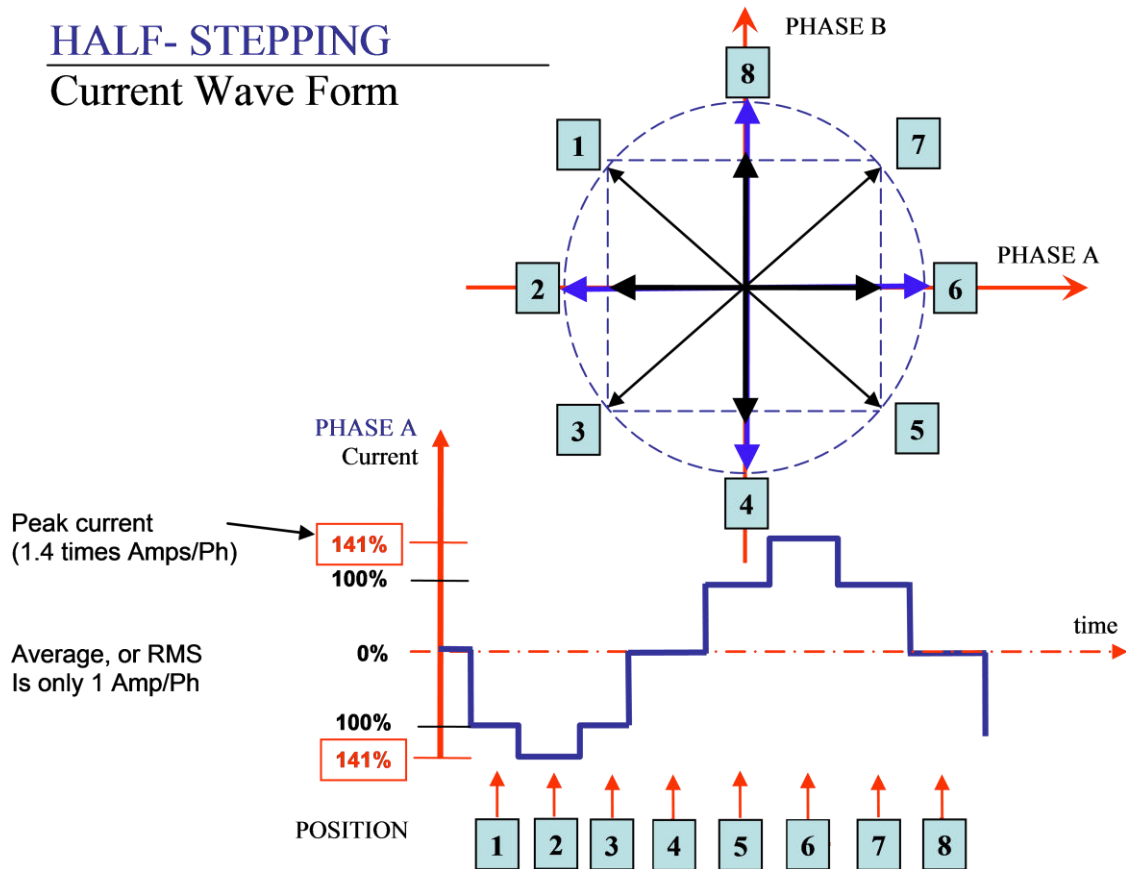 HALF- STEPPING
Current Wave Form
PHASE B
8
1
7
PHASE A
2
6
3
5
4
PHASE A
Current
Peak current
(1.4 times Amps/Ph)
141%
100%
time
Average, or RMS
Is only 1 Amp/Ph
0%
100%
141%
POSITION
1 2 3 4 5 6 7 8